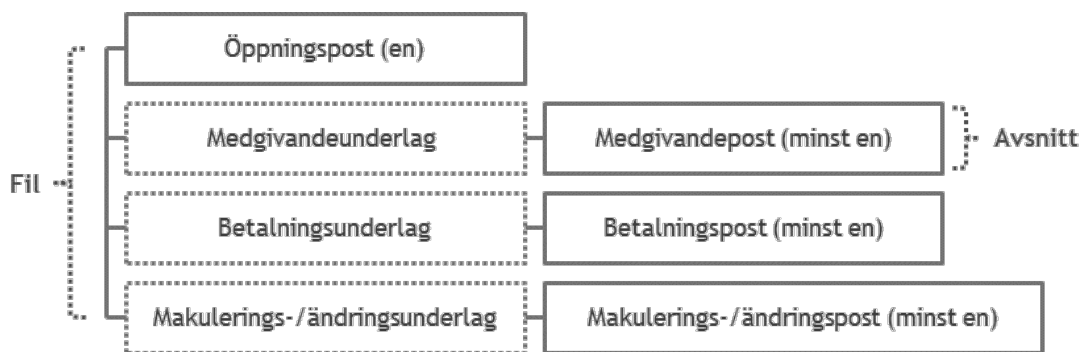 Öppningspost (en)
Medgivandeunderlag
Medgivandepost (minst en)
Avsnitt
Fil
Betalningsunderlag
Betalningspost (minst en)
Makulerings-/ändringsunderlag
Makulerings-/ändringspost (minst en)